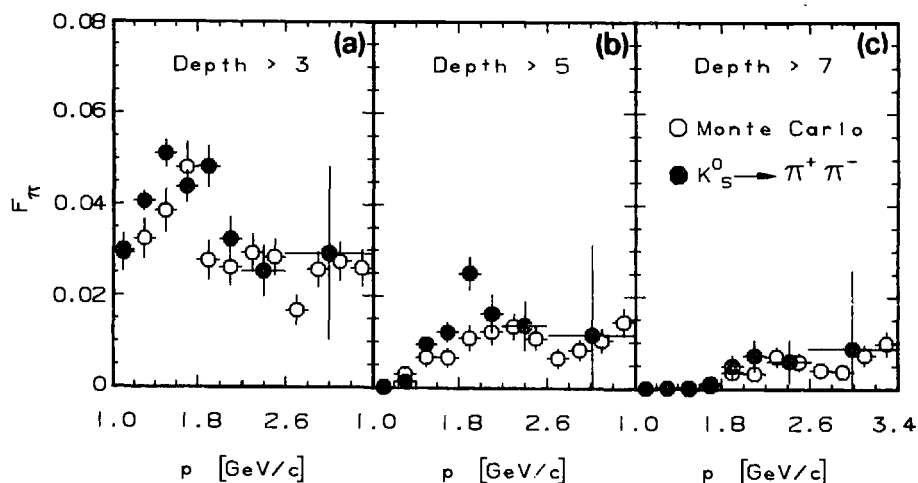 0.08
0.06
0.04
0.02
0
F π
(a)
Depth > 3
(b)
Depth > 5
(c)
Depth > 7
Monte Carlo
K⁰s → π⁺ π⁻
1.0 1.8 2.6 1.0 1.8 2.6 1.0 1.8 2.6 3.4
p [GeV/c] p [GeV/c] p [GeV/c]